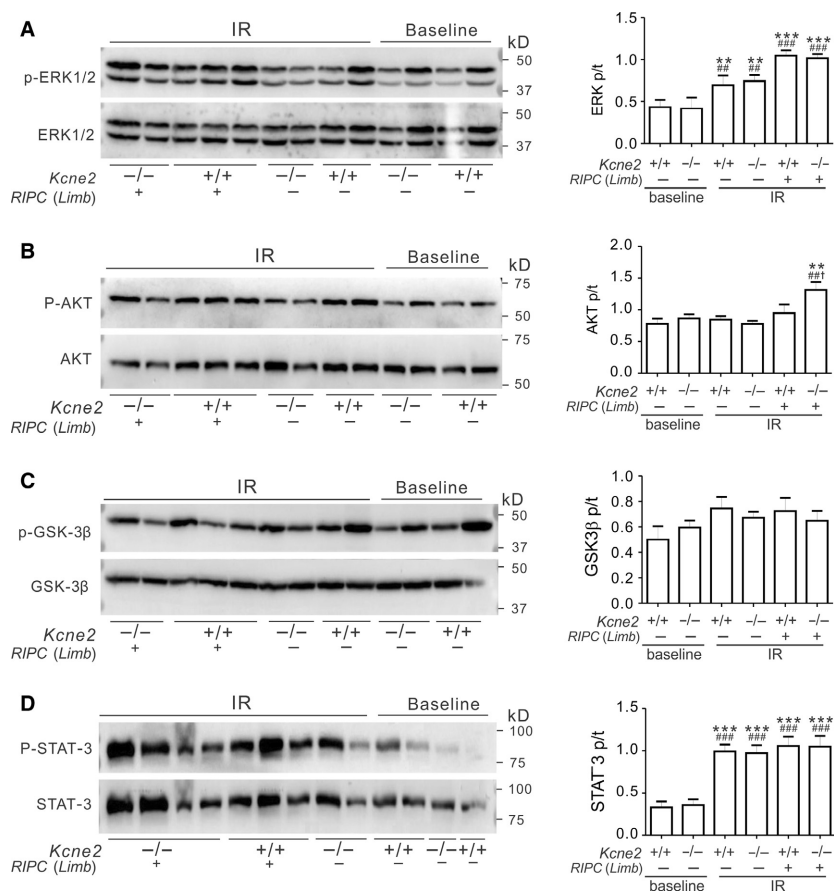 A
IR
Baseline
kD
p-ERK1/2
50
37
ERK1/2
50
37
Kcne2 −/− +/+ −/− +/+ −/− +/+
RIPC (Limb) + + − − − −
ERK p/t
1.5
1.0
0.5
0.0
** ** *** ***
## ## ### ###
Kcne2 +/+ −/− +/+ −/− +/+ −/−
RIPC (Limb) − − − − + +
baseline IR
B
IR
Baseline
kD
P-AKT
75
50
AKT
50
Kcne2 −/− +/+ −/− +/+ −/− +/+
RIPC (Limb) + + − − − −
AKT p/t
2.0
1.5
1.0
0.5
0.0
**
##†
Kcne2 +/+ −/− +/+ −/− +/+ −/−
RIPC (Limb) − − − − + +
baseline IR
C
IR
Baseline
kD
p-GSK-3β
50
37
GSK-3β
50
37
Kcne2 −/− +/+ −/− +/+ −/− +/+
RIPC (Limb) + + − − − −
GSK3β p/t
1.0
0.8
0.6
0.4
0.2
0.0
Kcne2 +/+ −/− +/+ −/− +/+ −/−
RIPC (Limb) − − − − + +
baseline IR
D
IR
Baseline
kD
P-STAT-3
100
75
STAT-3
100
75
Kcne2 −/− +/+ −/− +/+ −/− +/+
RIPC (Limb) + + − − − −
STAT-3 p/t
1.5
1.0
0.5
0.0
*** *** *** ***
### ### ### ###
Kcne2 +/+ −/− +/+ −/− +/+ −/−
RIPC (Limb) − − − − + +
baseline IR